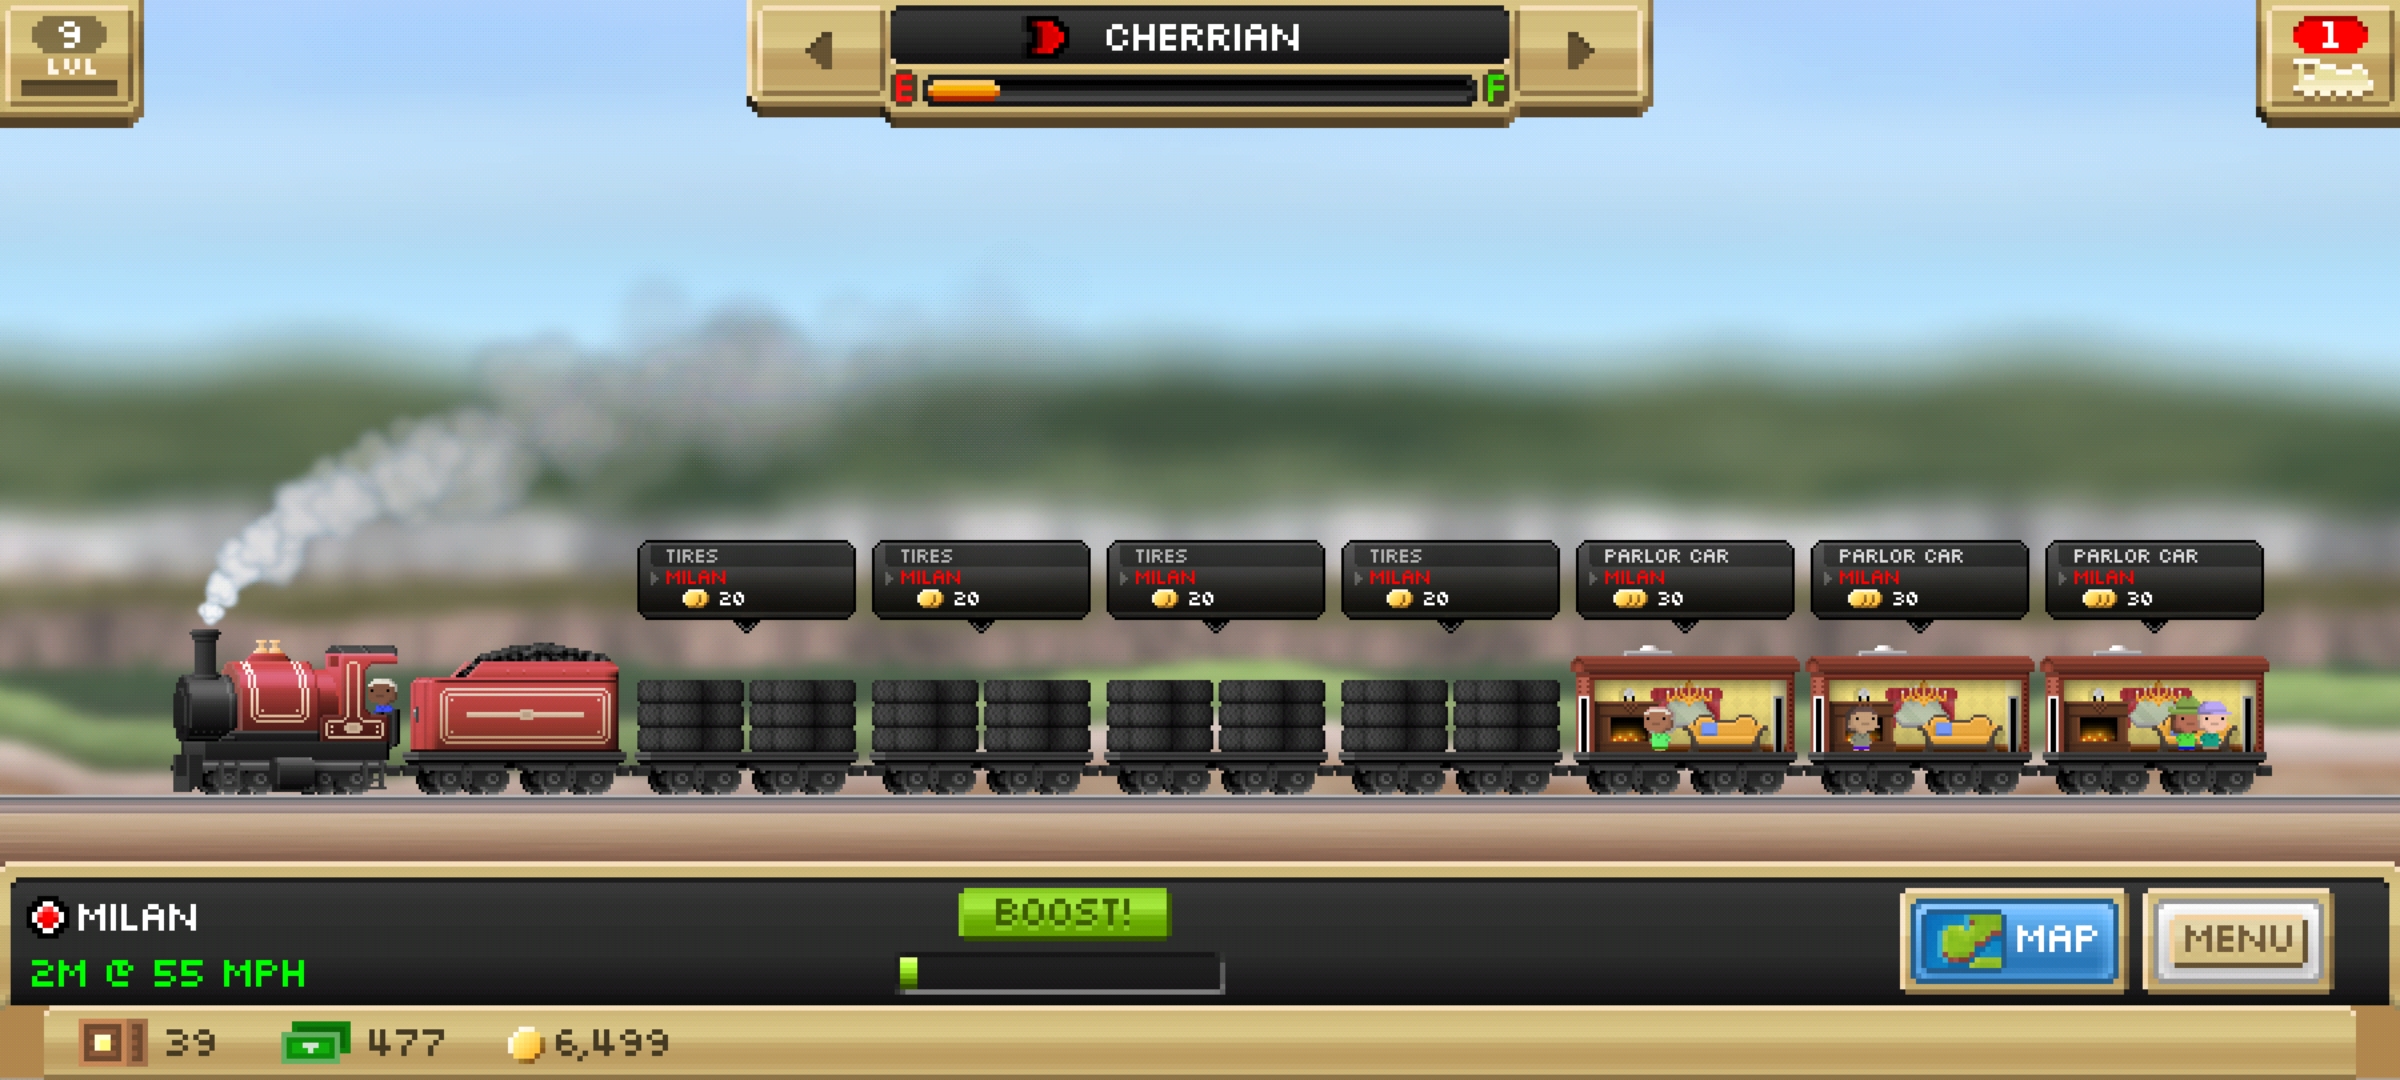 9
LVL
CHERRIAN
E F
1
TIRES
MILAN
20
TIRES
MILAN
20
TIRES
MILAN
20
TIRES
MILAN
20
PARLOR CAR
MILAN
30
PARLOR CAR
MILAN
30
PARLOR CAR
MILAN
30
MILAN
2M @ 55 MPH
BOOST!
MAP
MENU
39
477
6,499